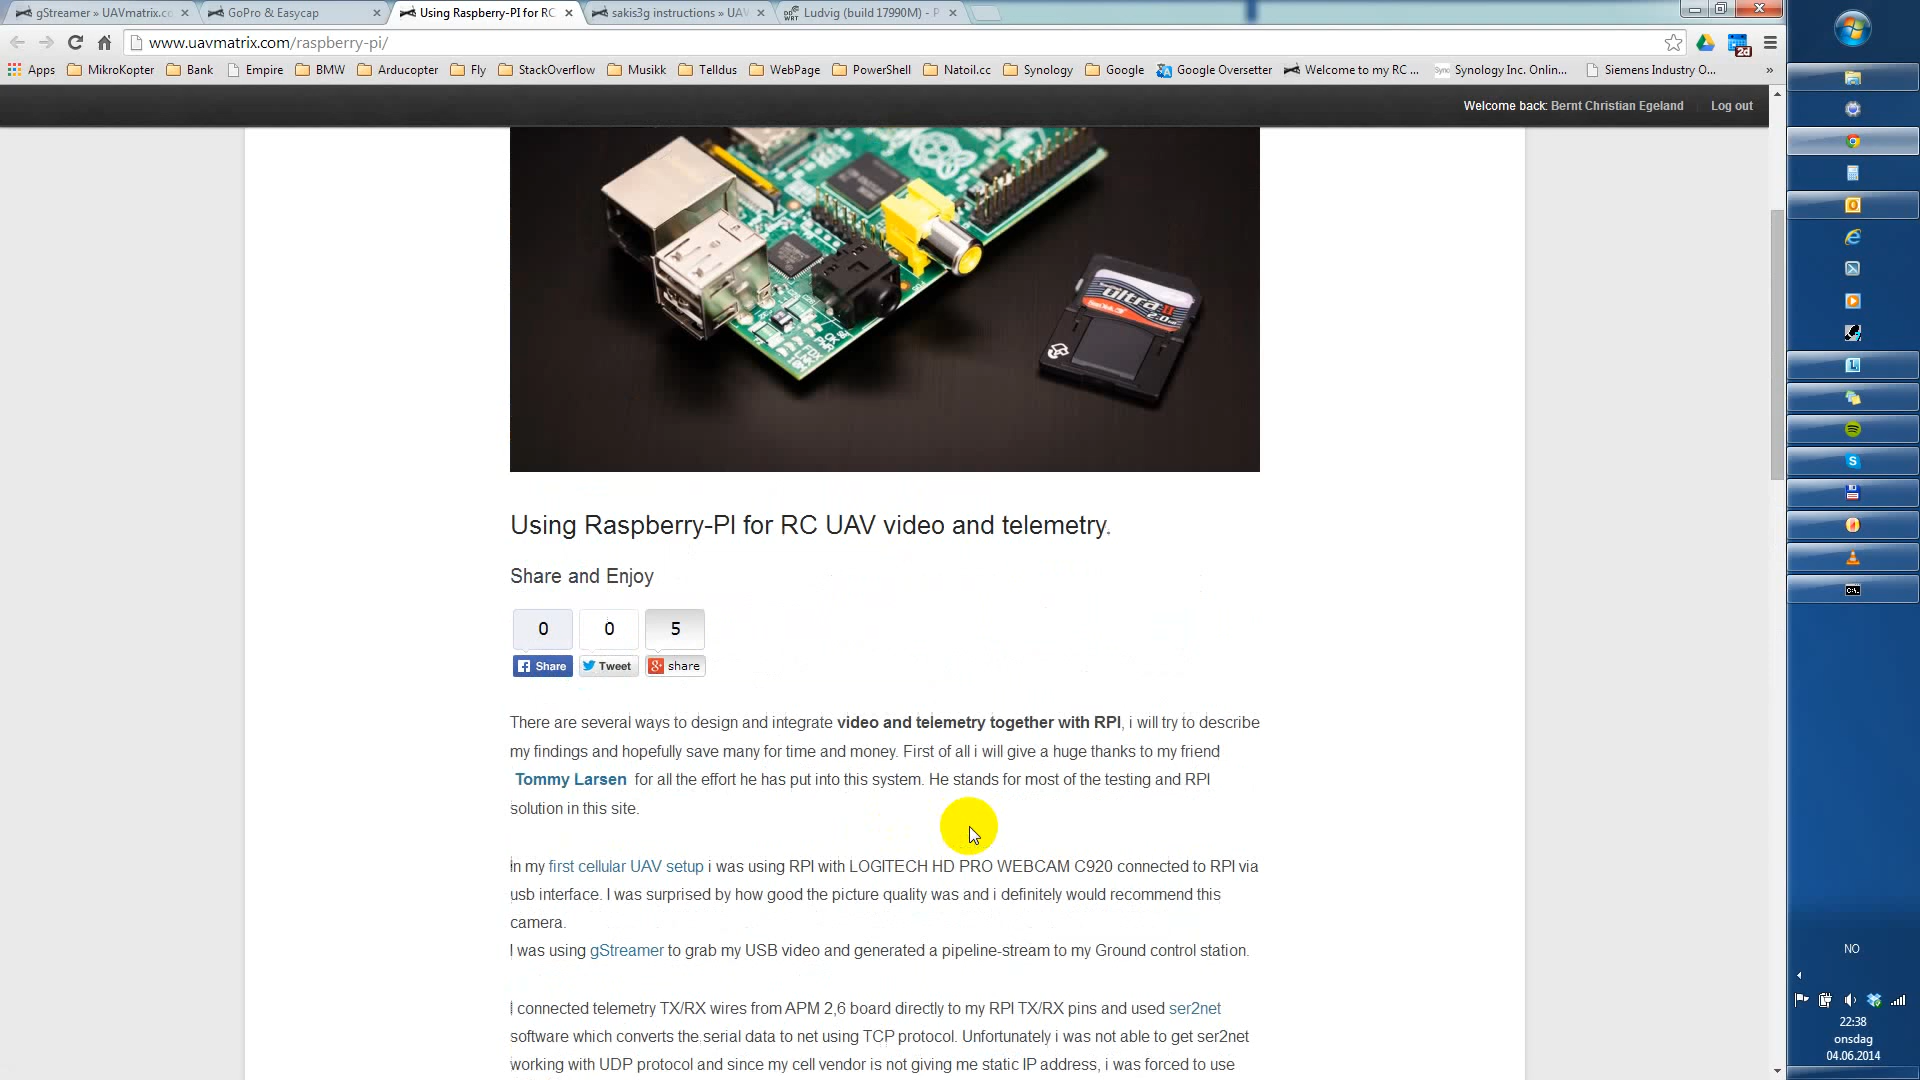 gStreamer » UAVmatrix.co
GoPro & Easycap
Using Raspberry-PI for RC
sakis3g instructions » UAV
Ludvig (build 17990M) - P
www.uavmatrix.com/raspberry-pi/
Apps
MikroKopter
Bank
Empire
BMW
Arducopter
Fly
StackOverflow
Musikk
Telldus
WebPage
PowerShell
Natoil.cc
Synology
Google
Google Oversetter
Welcome to my RC ...
Synology Inc. Onlin...
Siemens Industry O...
»
Welcome back: Bernt Christian Egeland
Log out
Ultra II
SanDisk
2.0 GB
Using Raspberry-PI for RC UAV video and telemetry.
Share and Enjoy
0 0 5
Share Tweet share
There are several ways to design and integrate video and telemetry together with RPI, i will try to describe
my findings and hopefully save many for time and money. First of all i will give a huge thanks to my friend
Tommy Larsen for all the effort he has put into this system. He stands for most of the testing and RPI
solution in this site.
In my first cellular UAV setup i was using RPI with LOGITECH HD PRO WEBCAM C920 connected to RPI via
usb interface. I was surprised by how good the picture quality was and i definitely would recommend this
camera.
I was using gStreamer to grab my USB video and generated a pipeline-stream to my Ground control station.
I connected telemetry TX/RX wires from APM 2,6 board directly to my RPI TX/RX pins and used ser2net
software which converts the serial data to net using TCP protocol. Unfortunately i was not able to get ser2net
working with UDP protocol and since my cell vendor is not giving me static IP address, i was forced to use
NO
22:38
onsdag
04.06.2014